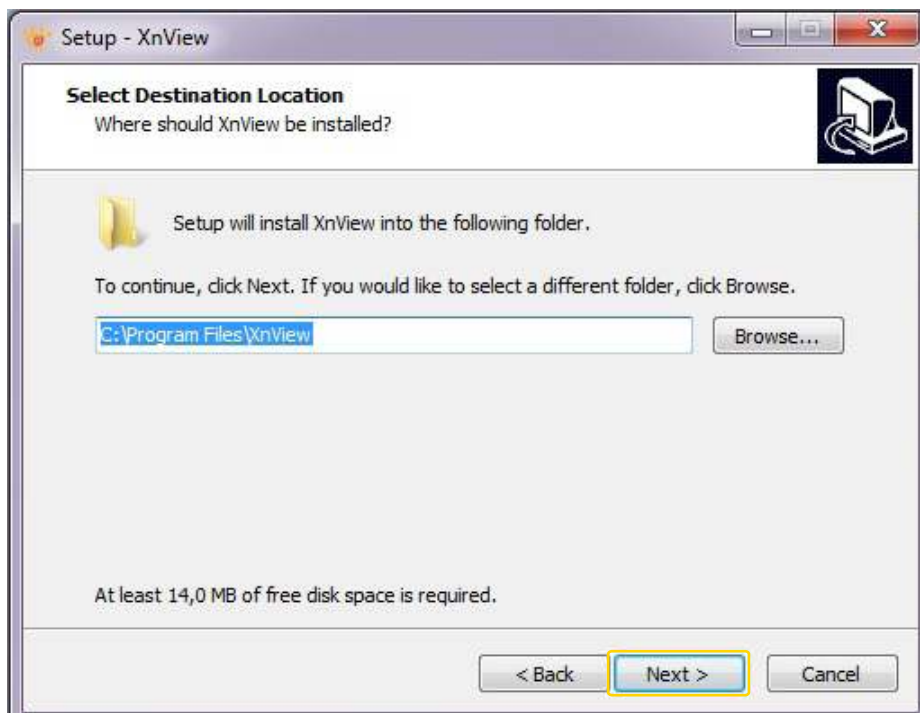 Setup - XnView
Select Destination Location
Where should XnView be installed?
Setup will install XnView into the following folder.
To continue, click Next. If you would like to select a different folder, click Browse.
C:\Program Files\XnView
Browse...
At least 14,0 MB of free disk space is required.
< Back
Next >
Cancel